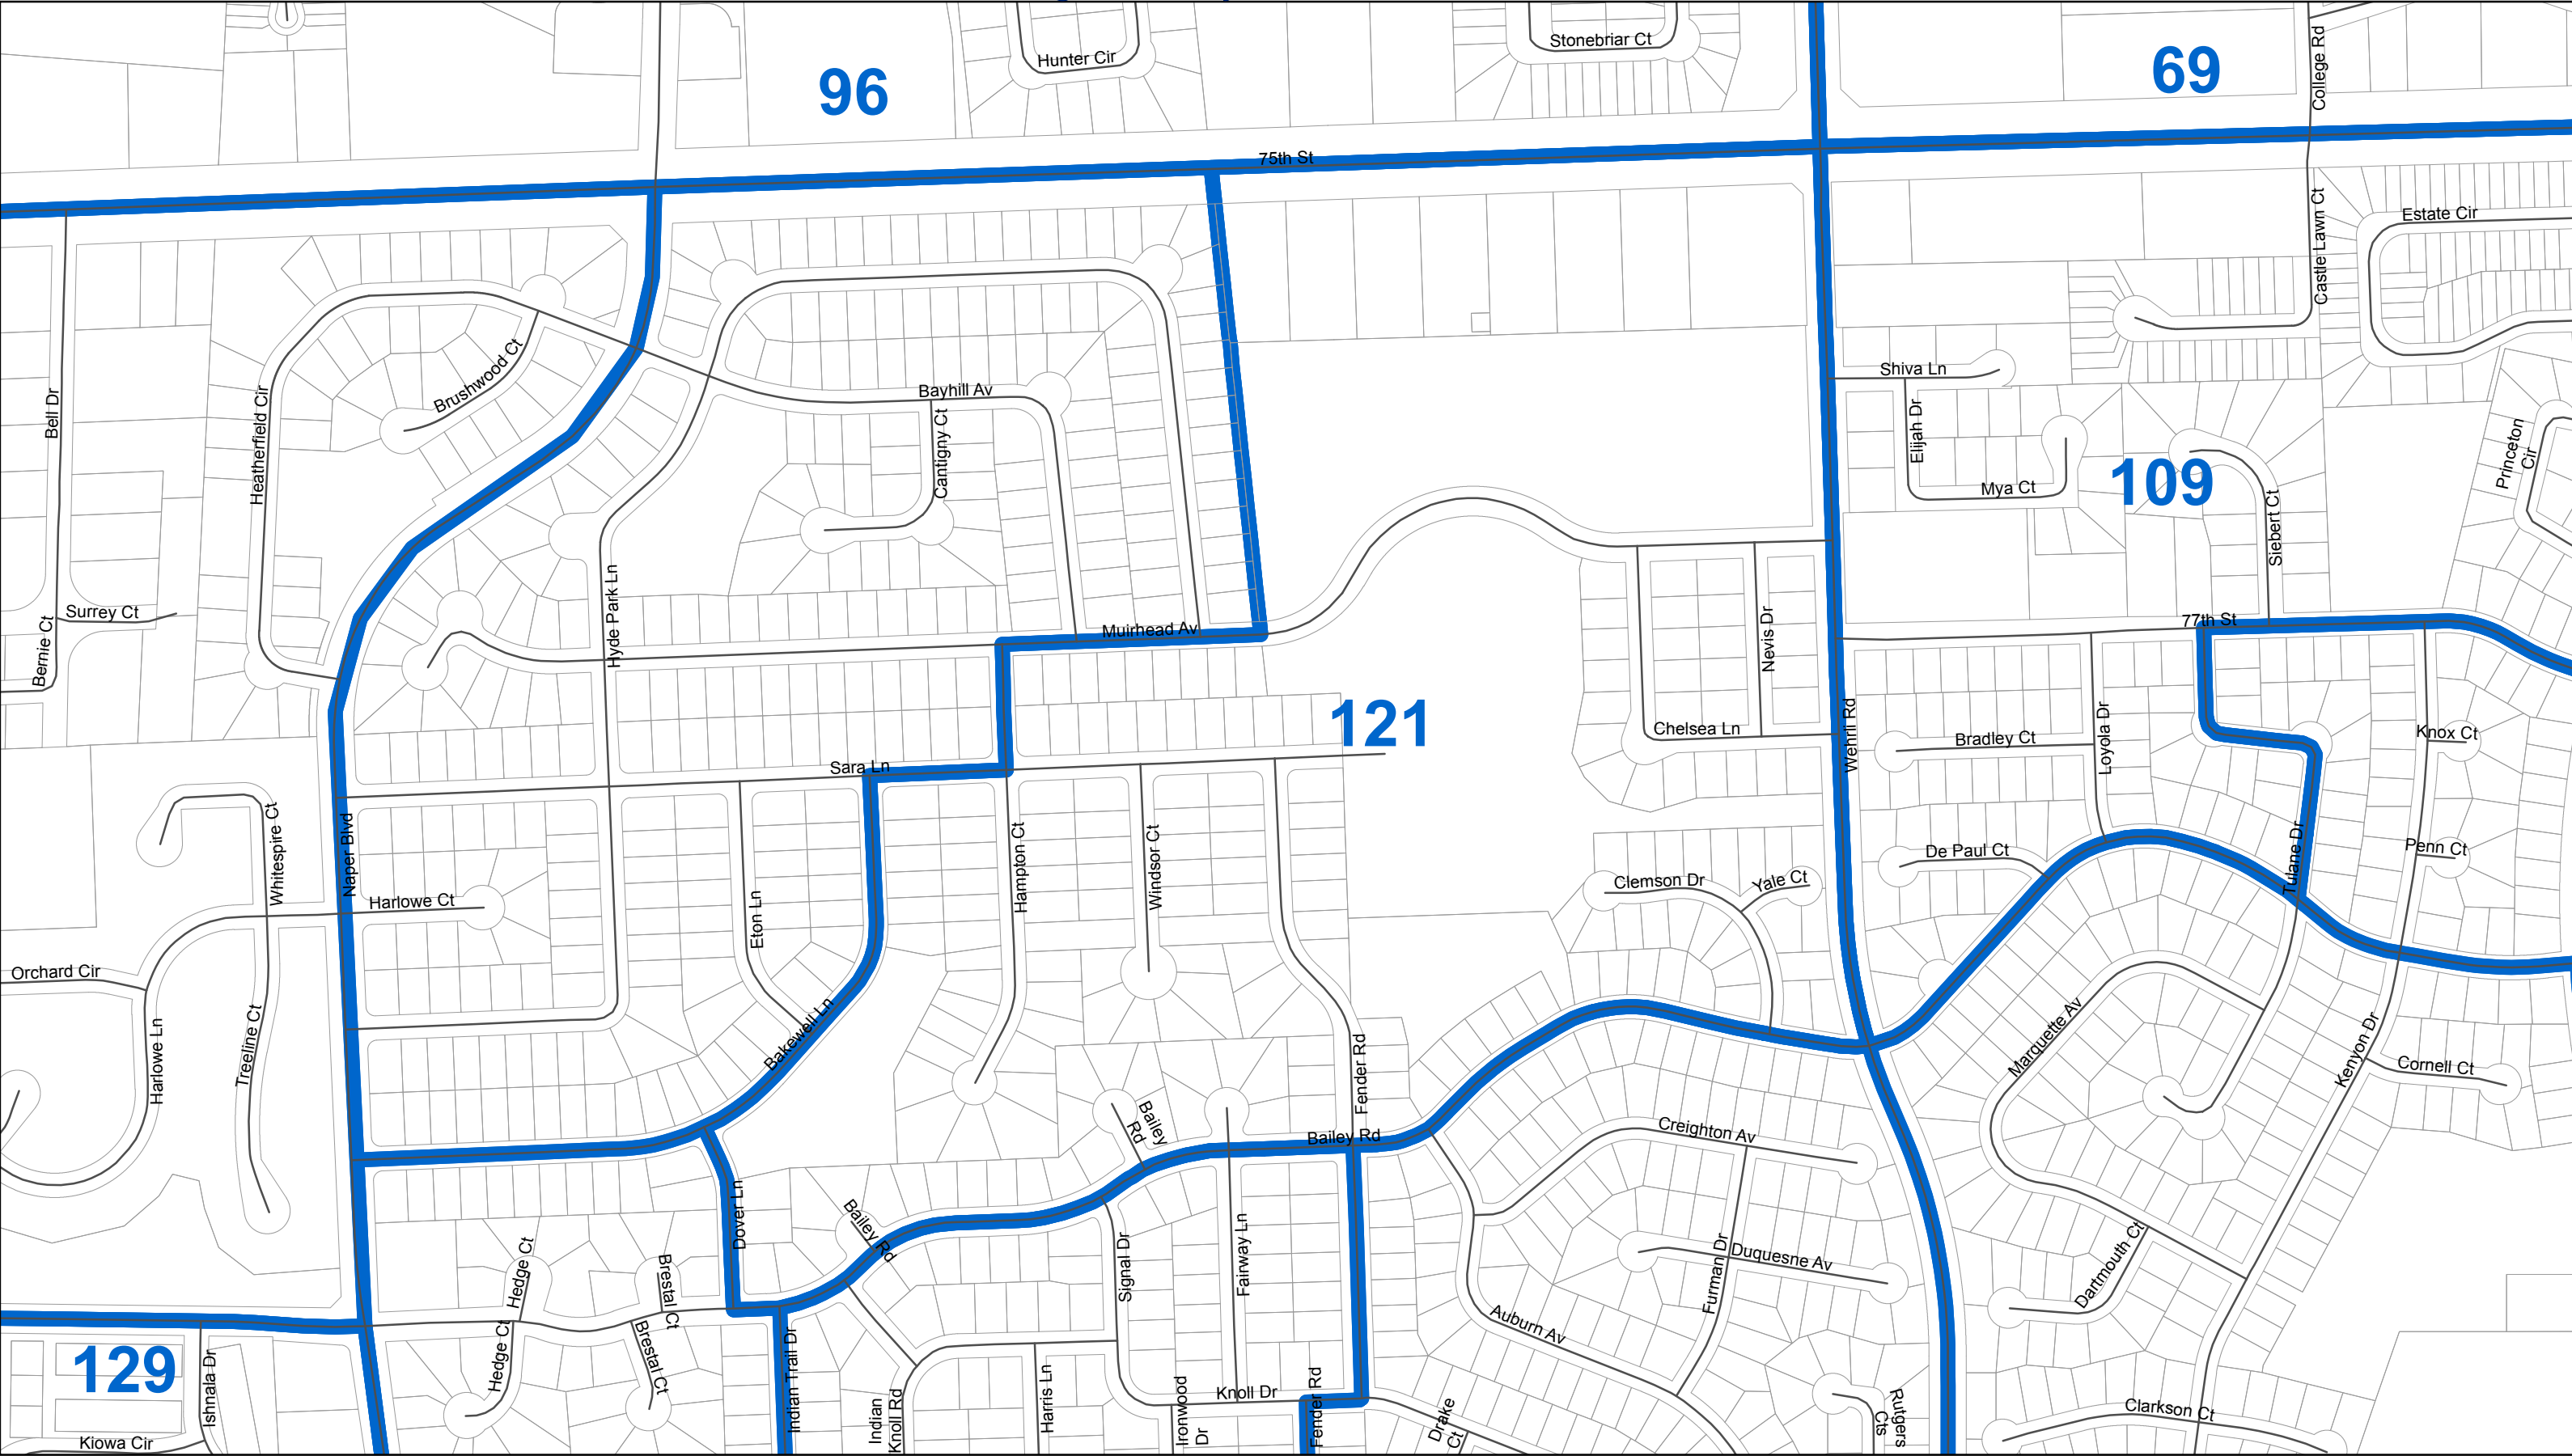 Hunter Cir
Stonebriar Ct
College Rd
96
69
75th St
Estate Cir
Castle Lawn Ct
Bell Dr
Heatherfield Cir
Brushwood Ct
Bayhill Av
Cantigny Ct
Shiva Ln
Elijah Dr
Mya Ct
109
Siebert Ct
Princeton
Cir
Surrey Ct
Bernie Ct
Hyde Park Ln
Muirhead Av
Nevis Dr
77th St
121
Chelsea Ln
Wehrli Rd
Bradley Ct
Loyola Dr
Knox Ct
Sara Ln
Whitespire Ct
Naper Blvd
Harlowe Ct
Eton Ln
Hampton Ct
Windsor Ct
Clemson Dr
Yale Ct
De Paul Ct
Tulane Dr
Penn Ct
Orchard Cir
Harlowe Ln
Treeline Ct
Bakewell Ln
Fender Rd
Marquette Av
Kenyon Dr
Cornell Ct
Bailey
Rd
Bailey Rd
Creighton Av
Dover Ln
Bailey Rd
Signal Dr
Fairway Ln
Furman Dr
Duquesne Av
Dartmouth Ct
Hedge Ct
Brestal Ct
Auburn Av
129
Ishnala Dr
Hedge Ct
Brestal Ct
Indian Trail Dr
Indian
Knoll Rd
Harris Ln
Ironwood
Dr
Knoll Dr
Fender Rd
Drake
Ct
Rutgers
Cts
Clarkson Ct
Kiowa Cir